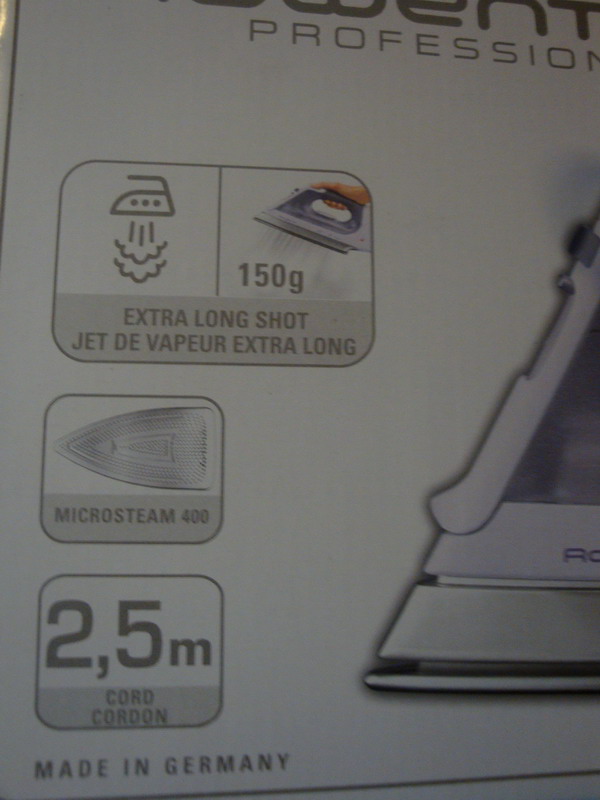 PROFESSION
150g
EXTRA LONG SHOT
JET DE VAPEUR EXTRA LONG
MICROSTEAM 400
2,5m
CORD
CORDON
MADE IN GERMANY